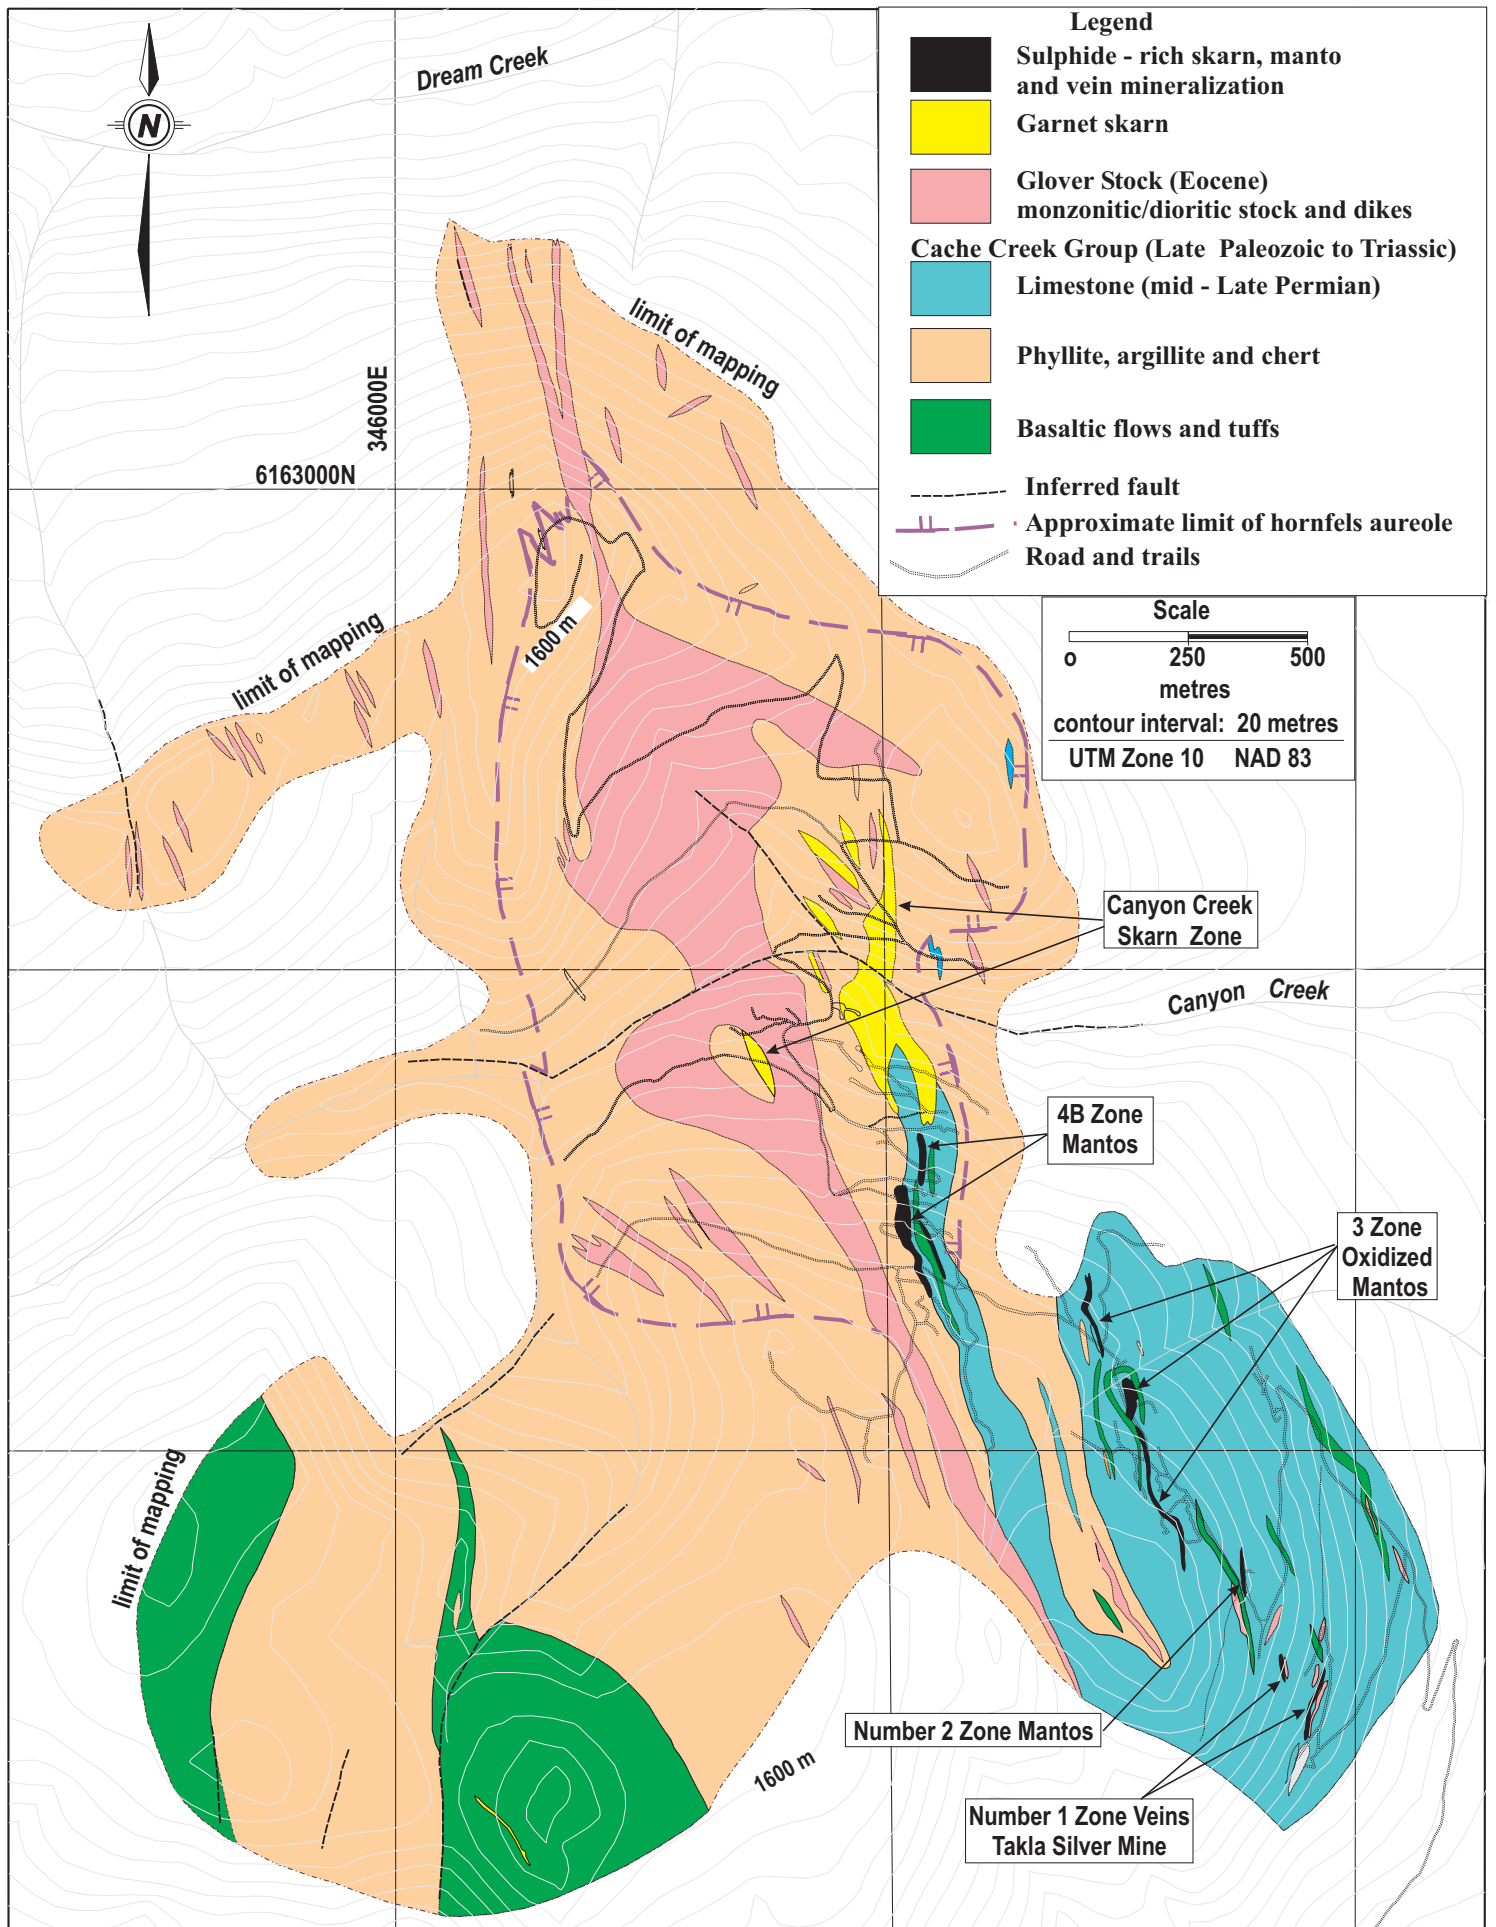 Legend
Sulphide - rich skarn, manto
and vein mineralization
Garnet skarn
Glover Stock (Eocene)
monzonitic/dioritic stock and dikes
Cache Creek Group (Late Paleozoic to Triassic)
Limestone (mid - Late Permian)
Phyllite, argillite and chert
Basaltic flows and tuffs
Inferred fault
Approximate limit of hornfels aureole
Road and trails
Scale
o 250 500
metres
contour interval: 20 metres
UTM Zone 10 NAD 83
Dream Creek
N
limit of mapping
346000E
6163000N
1600 m
limit of mapping
Canyon Creek
Skarn Zone
Canyon Creek
4B Zone
Mantos
3 Zone
Oxidized
Mantos
limit of mapping
Number 2 Zone Mantos
1600 m
Number 1 Zone Veins
Takla Silver Mine